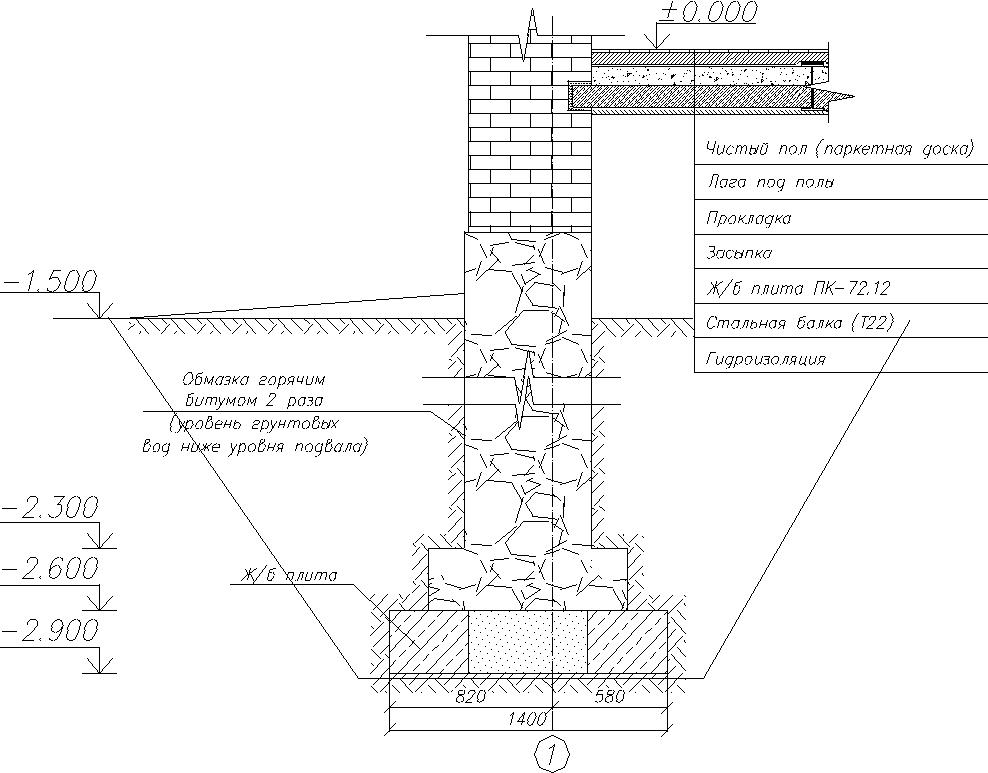 ±0.000
Чистый пол (паркетная доска)
Лага под полы
Прокладка
Засыпка
Ж/б плита ПК-72.12
Стальная балка (Т22)
Гидроизоляция
-1.500
Обмазка горячим
битумом 2 раза
(уровень грунтовых
вод ниже уровня подвала)
-2.300
-2.600
Ж/б плита
-2.900
820
580
1400
1